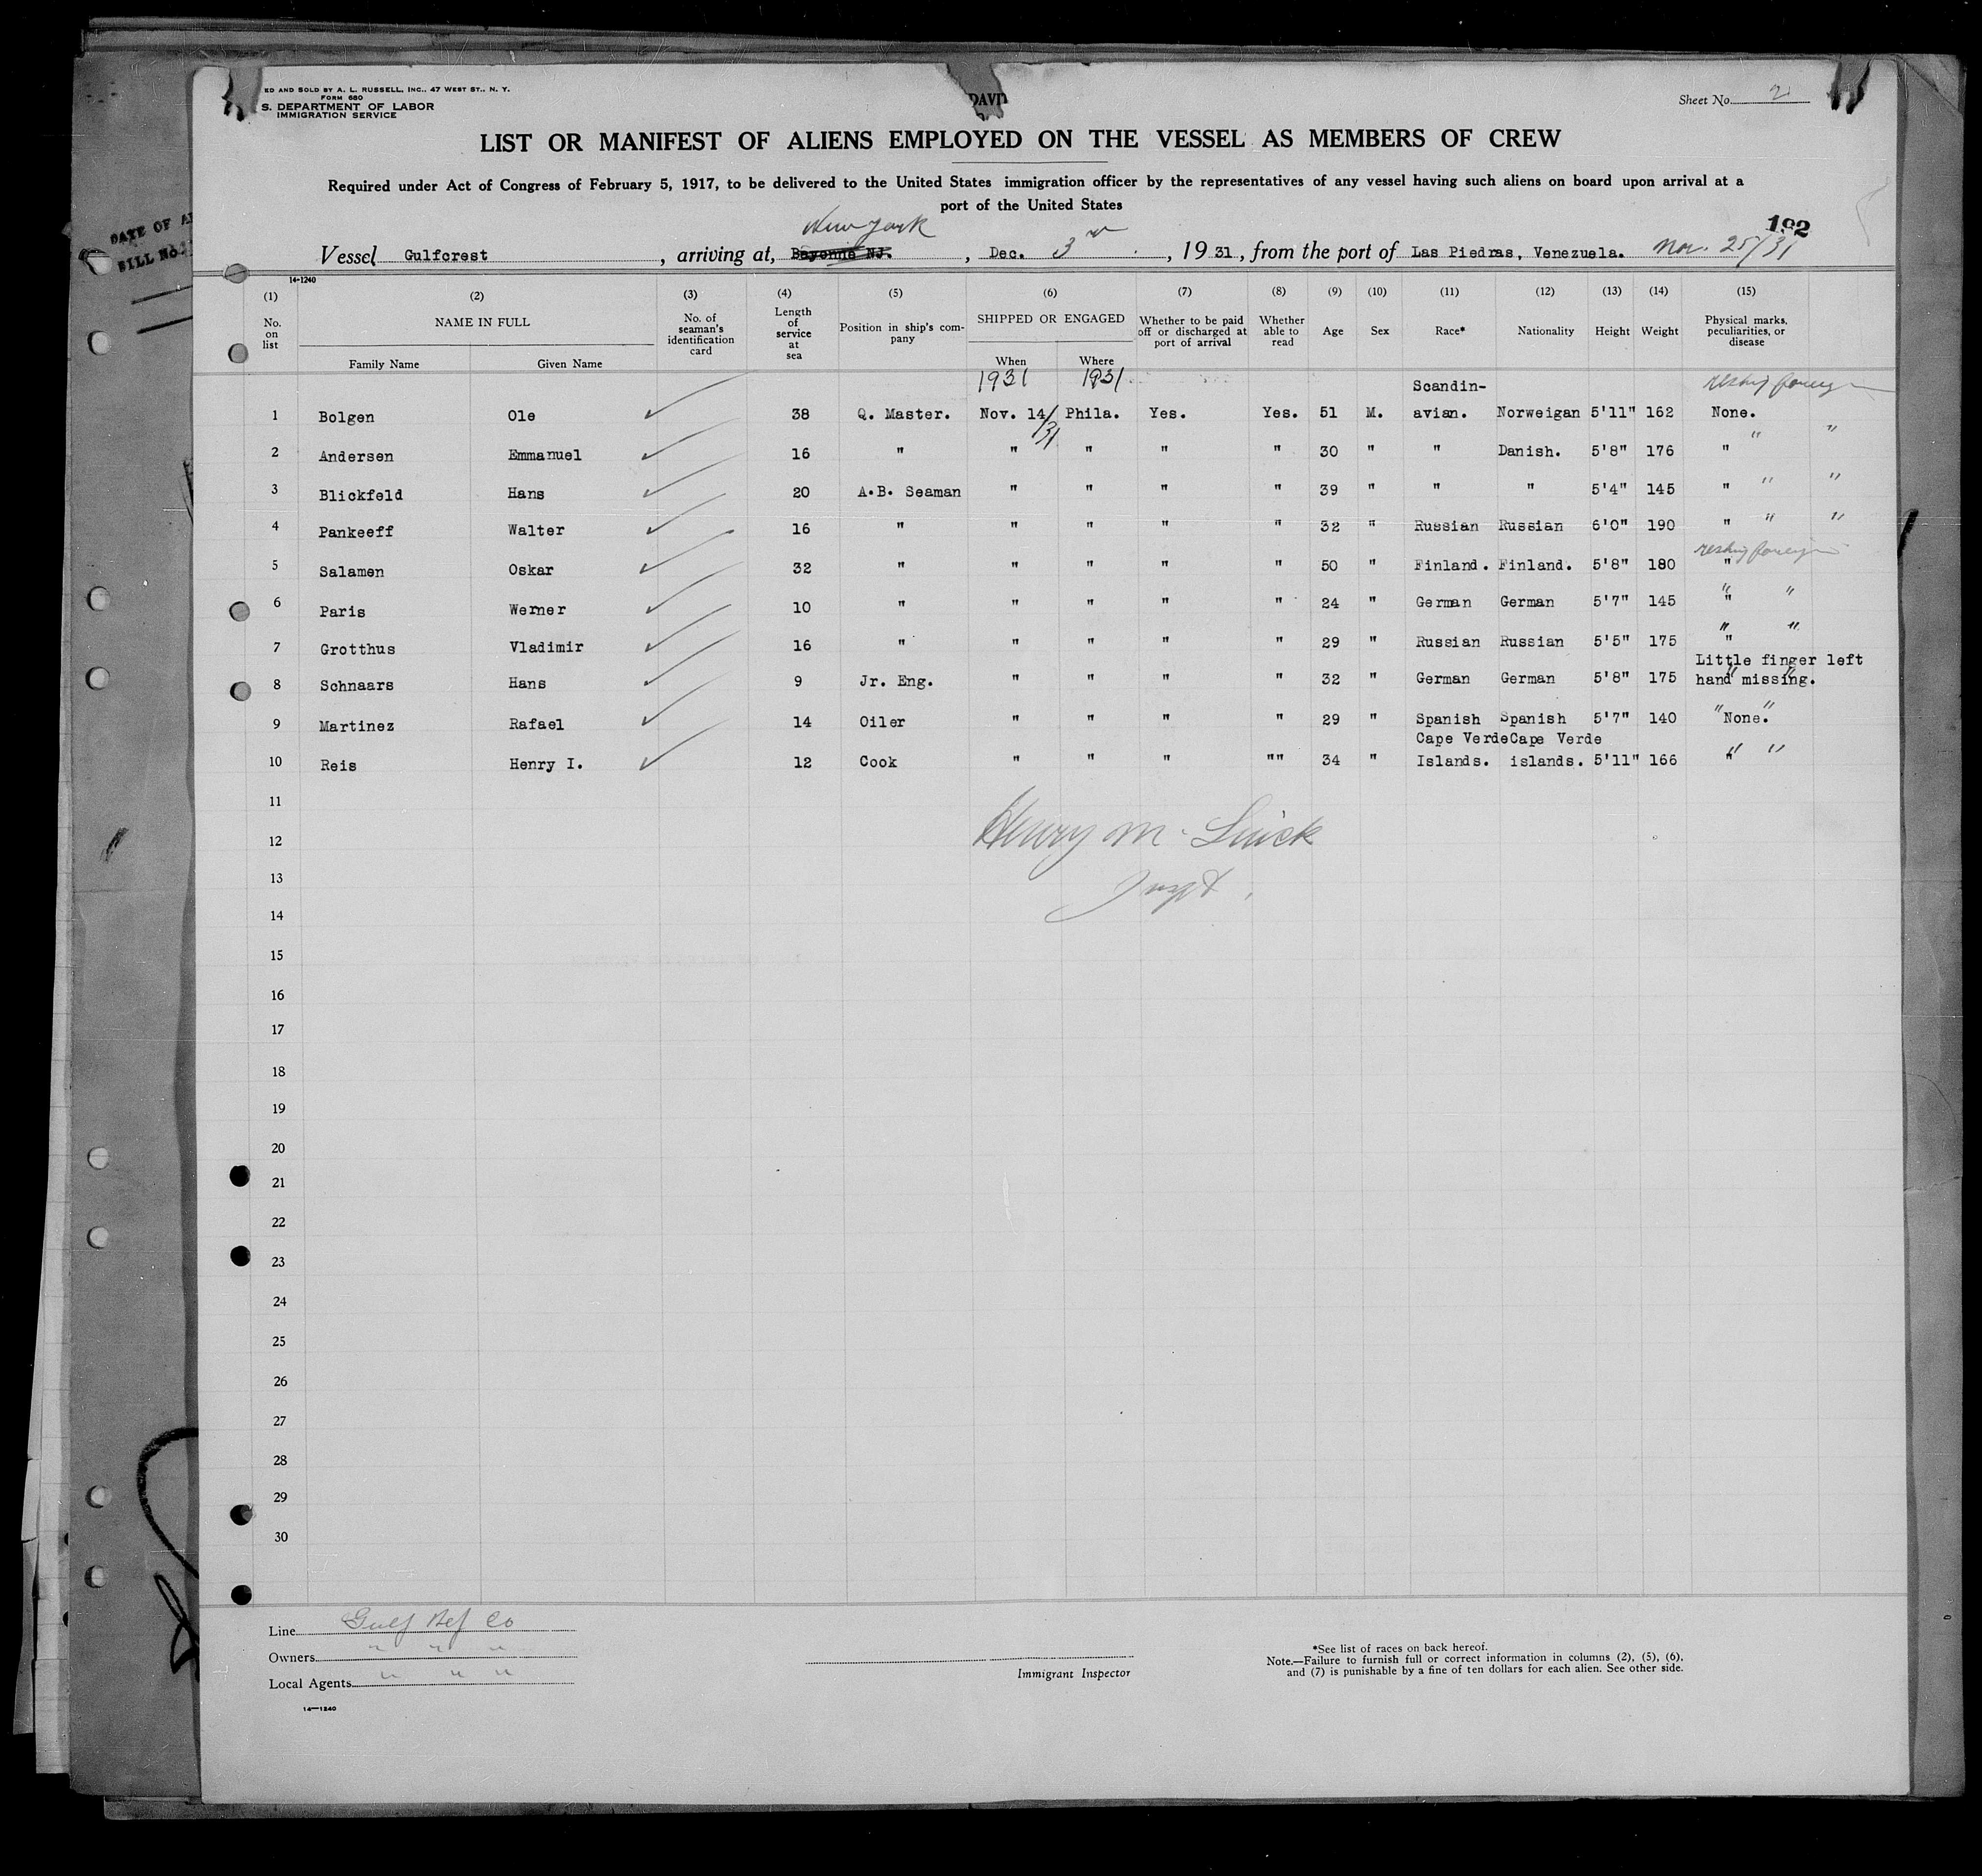 ED AND SOLD BY A. L. RUSSELL, INC., 47 WEST ST., N. Y.
FORM 680
S. DEPARTMENT OF LABOR
IMMIGRATION SERVICE
DAVI
Sheet No. 2
LIST OR MANIFEST OF ALIENS EMPLOYED ON THE VESSEL AS MEMBERS OF CREW
Required under Act of Congress of February 5, 1917, to be delivered to the United States immigration officer by the representatives of any vessel having such aliens on board upon arrival at a
port of the United States
DATE OF
BILL No.
192
New York
Vessel Gulfcrest, arriving at, Bayonne NJ., Dec. 3, 19 31, from the port of Las Piedras, Venezuela. Nov. 25/31
14-1240
(1) (2) (3) (4) (5) (6) (7) (8) (9) (10) (11) (12) (13) (14) (15)
No. on list NAME IN FULL No. of seaman's identification card Length of service at sea Position in ship's company SHIPPED OR ENGAGED Whether to be paid off or discharged at port of arrival Whether able to read Age Sex Race* Nationality Height Weight Physical marks, peculiarities, or disease
Family Name Given Name When Where
1931 1931
Scandin-
1 Bolgen Ole 38 Q. Master. Nov. 14/31 Phila. Yes. Yes. 51 M. avian. Norweigan 5'11" 162 None.
2 Andersen Emmanuel 16 " " " " " 30 " " Danish. 5'8" 176 " " "
3 Blickfeld Hans 20 A.B. Seaman " " " " 39 " " " 5'4" 145 " " "
4 Pankeeff Walter 16 " " " " " 32 " Russian Russian 6'0" 190 " " "
5 Salamen Oskar 32 " " " " " 50 " Finland. Finland. 5'8" 180 "
6 Paris Werner 10 " " " " " 24 " German German 5'7" 145 " " "
7 Grotthus Vladimir 16 " " " " " 29 " Russian Russian 5'5" 175 " " "
Little finger left
8 Schnaars Hans 9 Jr. Eng. " " " " 32 " German German 5'8" 175 hand missing. " "
9 Martinez Rafael 14 Oiler " " " " 29 " Spanish Spanish 5'7" 140 "None."
Cape Verde Cape Verde
10 Reis Henry I. 12 Cook " " " "" 34 " Islands. islands. 5'11" 166 " " "
11
12 Henry M.
13
14
15
16
17
18
19
20
21
22
23
24
25
26
27
28
29
30
Line Gulf Ref Co
Owners " " "
Local Agents " " "
14—1240
Immigrant Inspector
*See list of races on back hereof.
Note.—Failure to furnish full or correct information in columns (2), (5), (6),
and (7) is punishable by a fine of ten dollars for each alien. See other side.